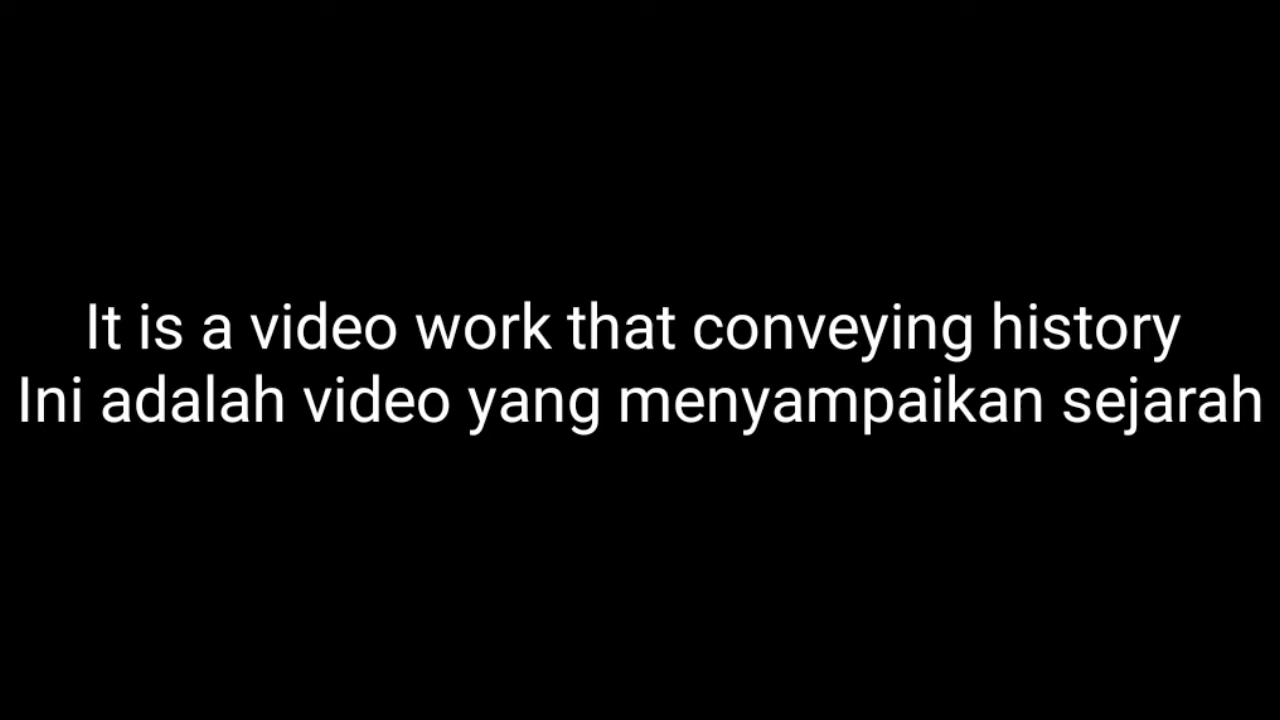 It is a video work that conveying history
Ini adalah video yang menyampaikan sejarah